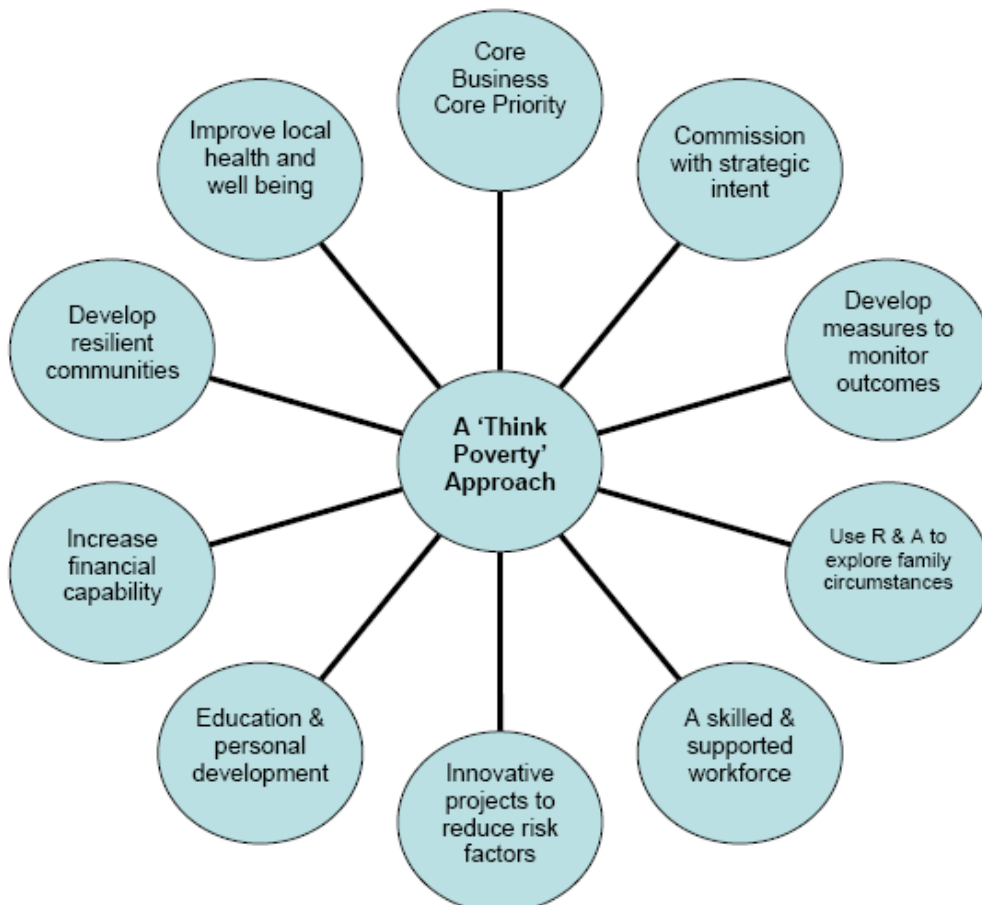 Core
Business
Core Priority
Commission
with strategic
intent
Develop
measures to
monitor
outcomes
Use R & A to
explore family
circumstances
A skilled &
supported
workforce
Innovative
projects to
reduce risk
factors
Education &
personal
development
Increase
financial
capability
Develop
resilient
communities
Improve local
health and
well being
A ‘Think
Poverty’
Approach